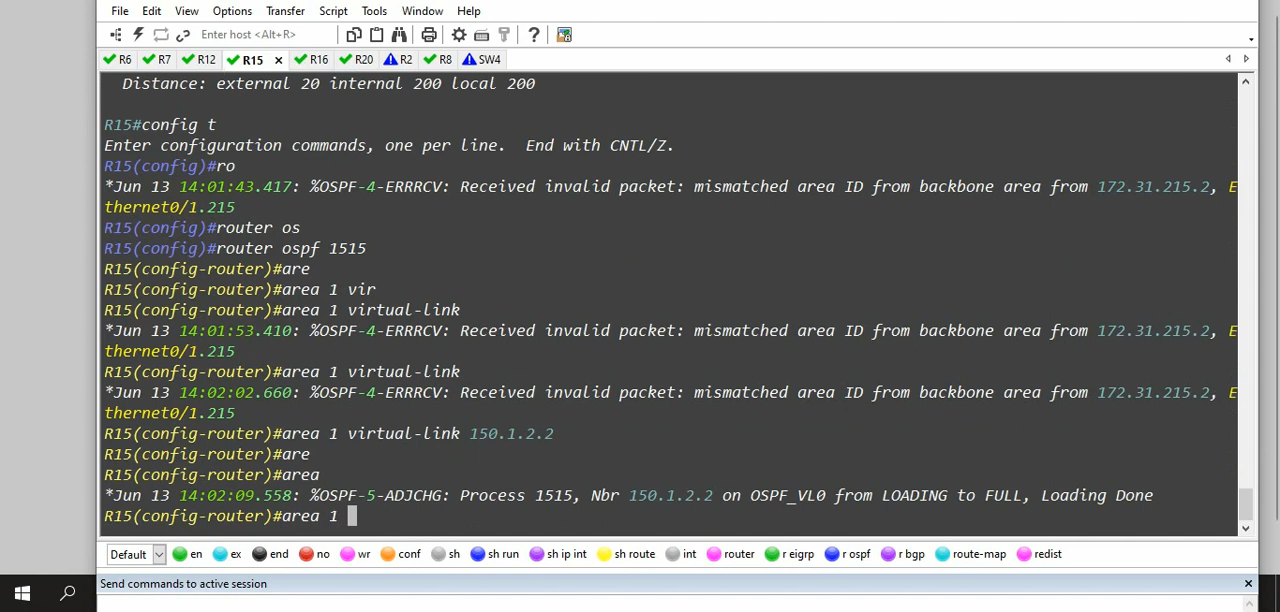 File Edit View Options Transfer Script Tools Window Help
Enter host <Alt+R>
R6 R7 R12 R15 × R16 R20 R2 R8 SW4
Distance: external 20 internal 200 local 200
R15#config t
Enter configuration commands, one per line.  End with CNTL/Z.
R15(config)#ro
*Jun 13 14:01:43.417: %OSPF-4-ERRRCV: Received invalid packet: mismatched area ID from backbone area from 172.31.215.2, E
thernet0/1.215
R15(config)#router os
R15(config)#router ospf 1515
R15(config-router)#are
R15(config-router)#area 1 vir
R15(config-router)#area 1 virtual-link
*Jun 13 14:01:53.410: %OSPF-4-ERRRCV: Received invalid packet: mismatched area ID from backbone area from 172.31.215.2, E
thernet0/1.215
R15(config-router)#area 1 virtual-link
*Jun 13 14:02:02.660: %OSPF-4-ERRRCV: Received invalid packet: mismatched area ID from backbone area from 172.31.215.2, E
thernet0/1.215
R15(config-router)#area 1 virtual-link 150.1.2.2
R15(config-router)#are
R15(config-router)#area
*Jun 13 14:02:09.558: %OSPF-5-ADJCHG: Process 1515, Nbr 150.1.2.2 on OSPF_VL0 from LOADING to FULL, Loading Done
R15(config-router)#area 1
Default en ex end no wr conf sh sh run sh ip int sh route int router r eigrp r ospf r bgp route-map redist
Send commands to active session ×